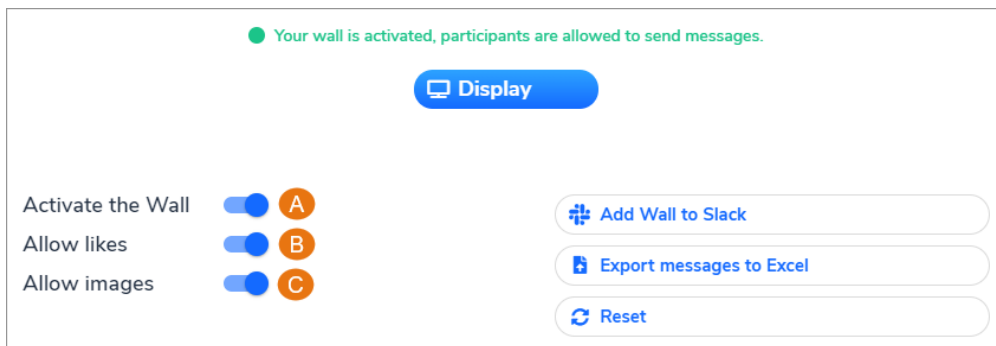 Your wall is activated, participants are allowed to send messages.
Display
Activate the Wall A
Allow likes B
Allow images C
Add Wall to Slack
Export messages to Excel
Reset